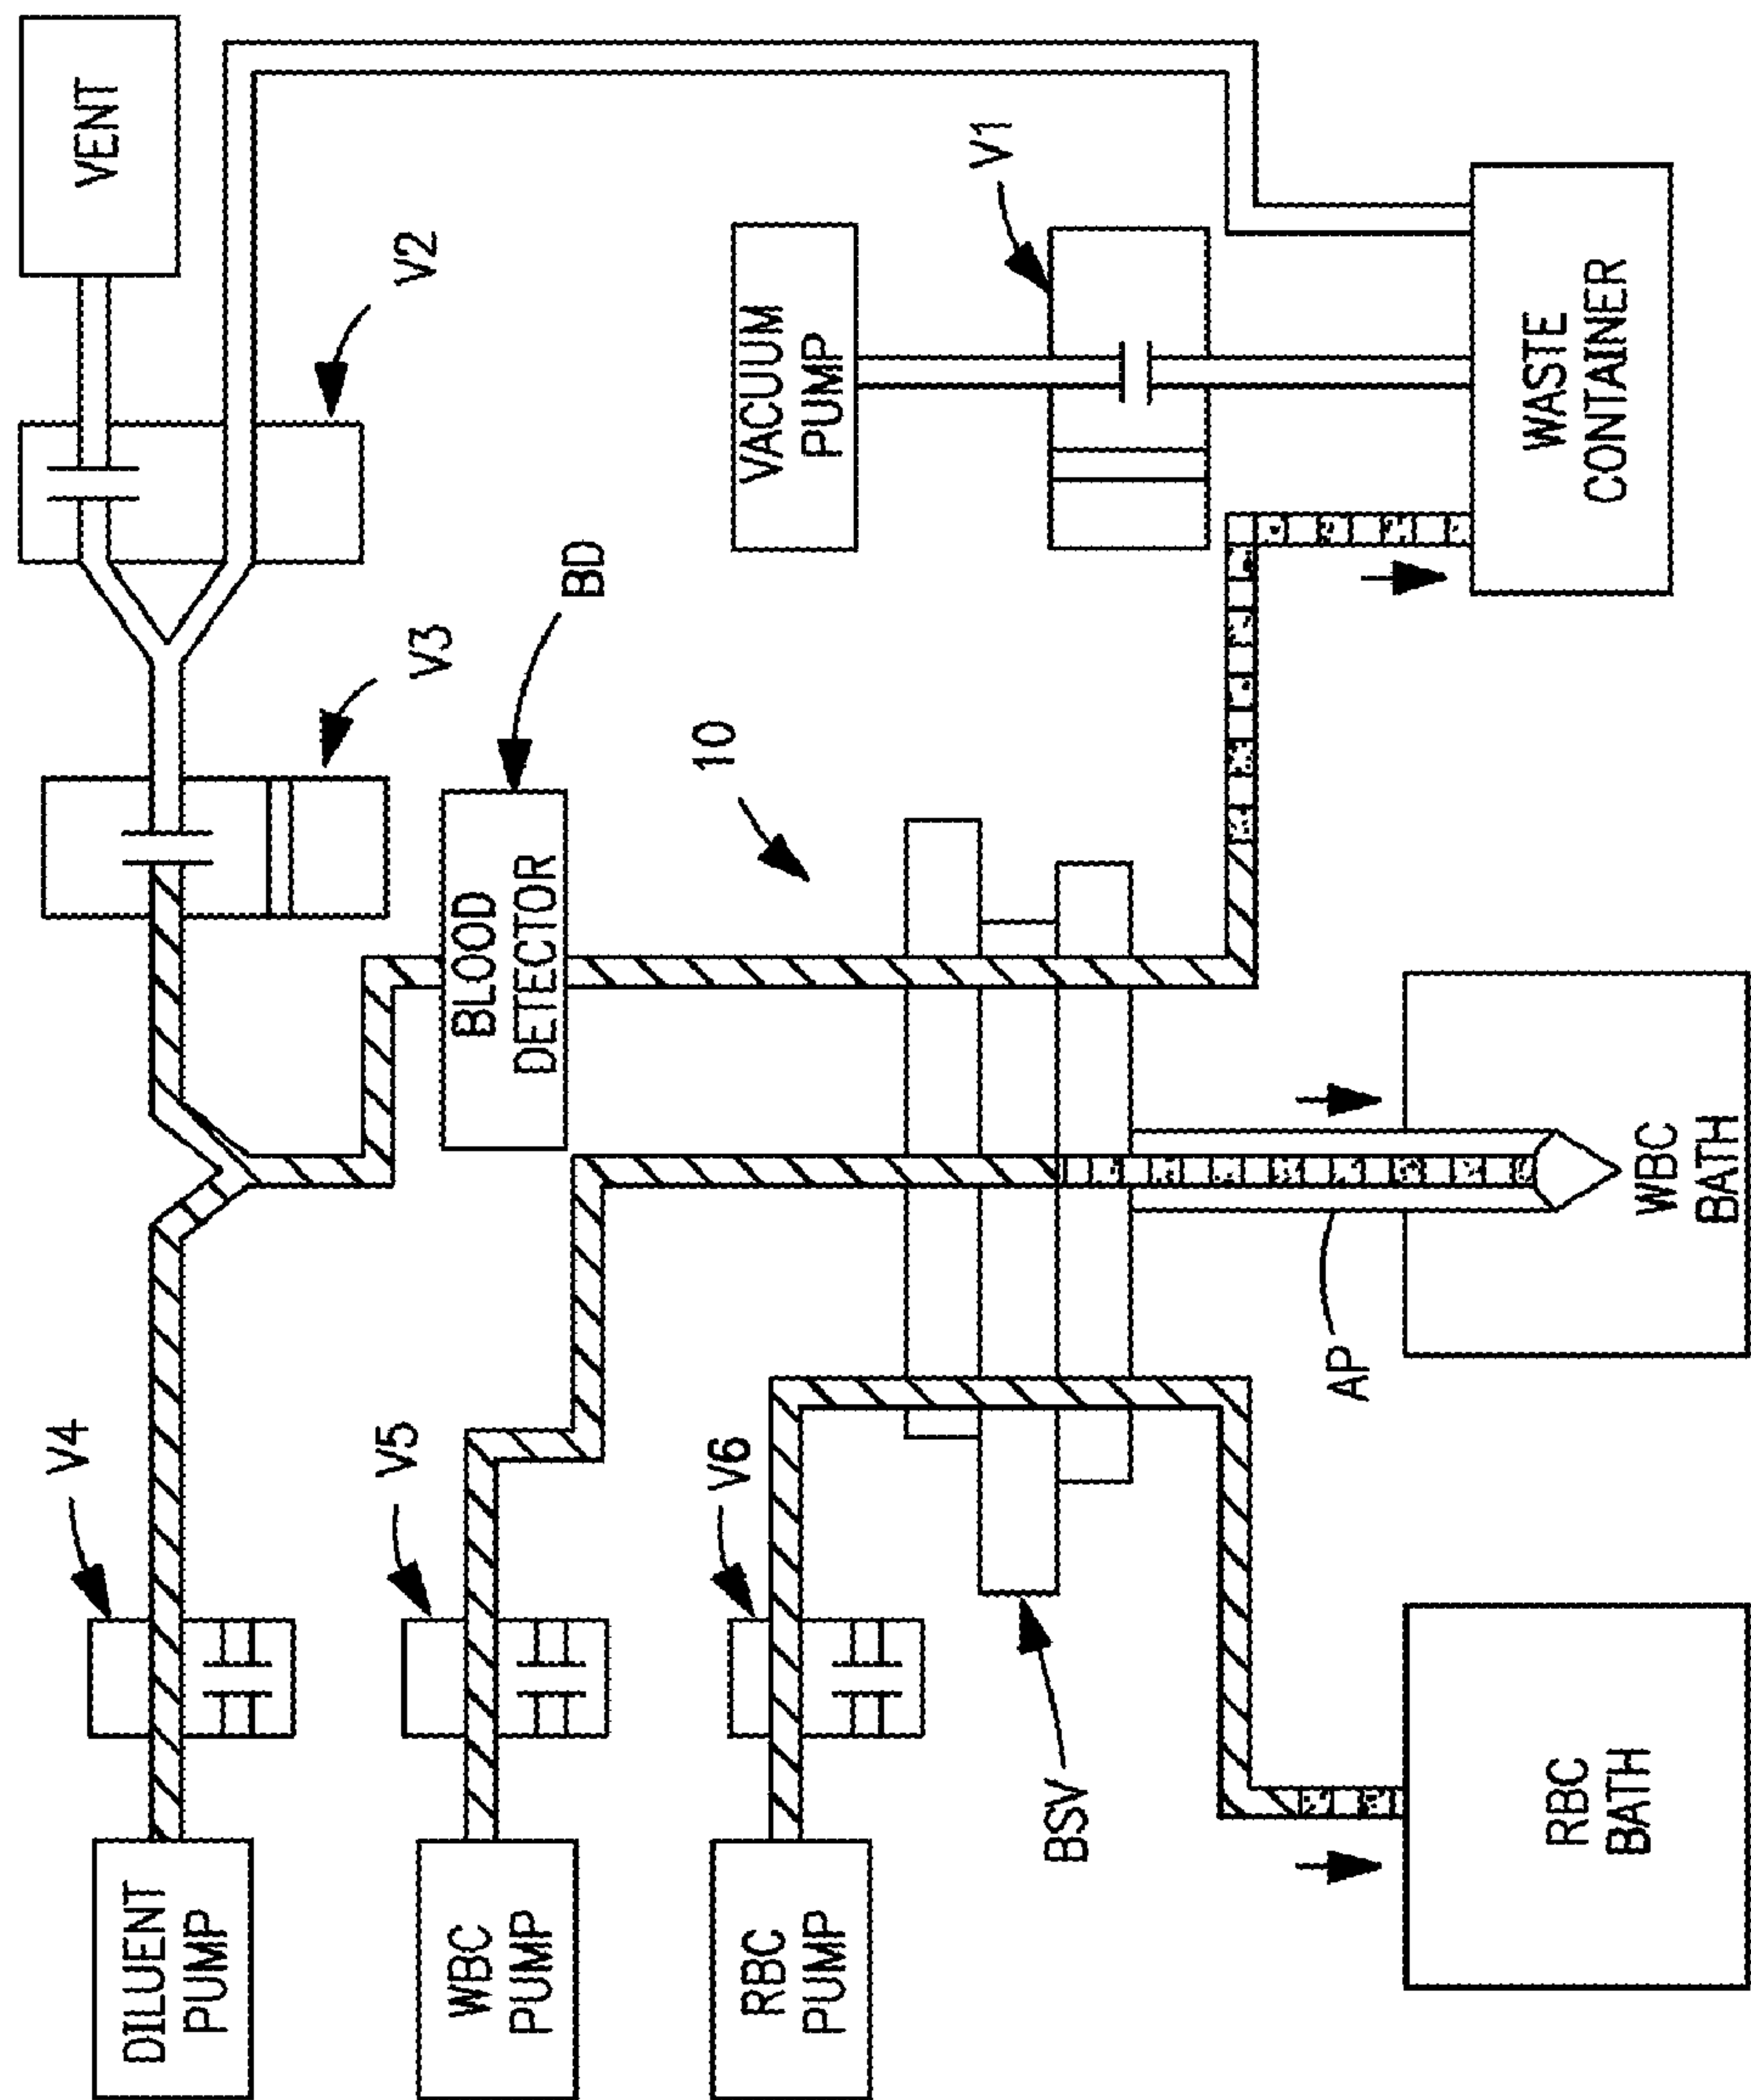 VENT
V2
V3
BD
VACUUM
PUMP
V1
BLOOD
DETECTOR
10
WASTE
CONTAINER
V4
V5
V6
AP
WBC
BATH
DILUENT
PUMP
WBC
PUMP
RBC
PUMP
BSV
RBC
BATH